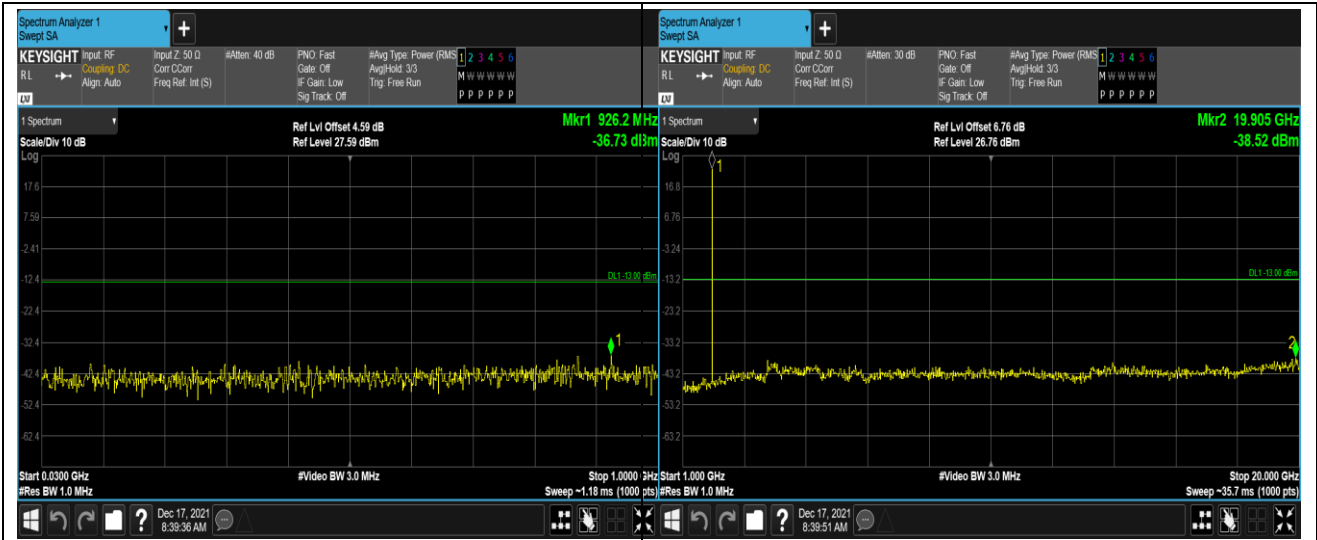 Spectrum Analyzer 1
Swept SA
+
KEYSIGHT Input: RF Input Z: 50 Ω #Atten: 40 dB PNO: Fast #Avg Type: Power (RMS 1 2 3 4 5 6
RL Coupling: DC Corr CCorr Gate: Off Avg|Hold: 3/3 M W W W W W
Align: Auto Freq Ref: Int (S) IF Gain: Low Trig: Free Run
LXI Sig Track: Off P P P P P P
1 Spectrum Ref Lvl Offset 4.59 dB Mkr1 926.2 MHz
Scale/Div 10 dB Ref Level 27.59 dBm -36.73 dBm
Log
17.6
7.59
-2.41
DL1 -13.00 dBm
-12.4
-22.4
-32.4
1
-42.4
-52.4
-62.4
Start 0.0300 GHz #Video BW 3.0 MHz Stop 1.0000 GHz
#Res BW 1.0 MHz Sweep ~1.18 ms (1000 pts)
? Dec 17, 2021
8:39:36 AM
Spectrum Analyzer 1
Swept SA
+
KEYSIGHT Input: RF Input Z: 50 Ω #Atten: 30 dB PNO: Fast #Avg Type: Power (RMS 1 2 3 4 5 6
RL Coupling: DC Corr CCorr Gate: Off Avg|Hold: 3/3 M W W W W W
Align: Auto Freq Ref: Int (S) IF Gain: Low Trig: Free Run
LXI Sig Track: Off P P P P P P
1 Spectrum Ref Lvl Offset 6.76 dB Mkr2 19.905 GHz
Scale/Div 10 dB Ref Level 26.76 dBm -38.52 dBm
Log
1
16.8
6.76
-3.24
DL1 -13.00 dBm
-13.2
-23.2
-33.2
2
-43.2
-53.2
-63.2
Start 1.000 GHz #Video BW 3.0 MHz Stop 20.000 GHz
#Res BW 1.0 MHz Sweep ~35.7 ms (1000 pts)
? Dec 17, 2021
8:39:51 AM